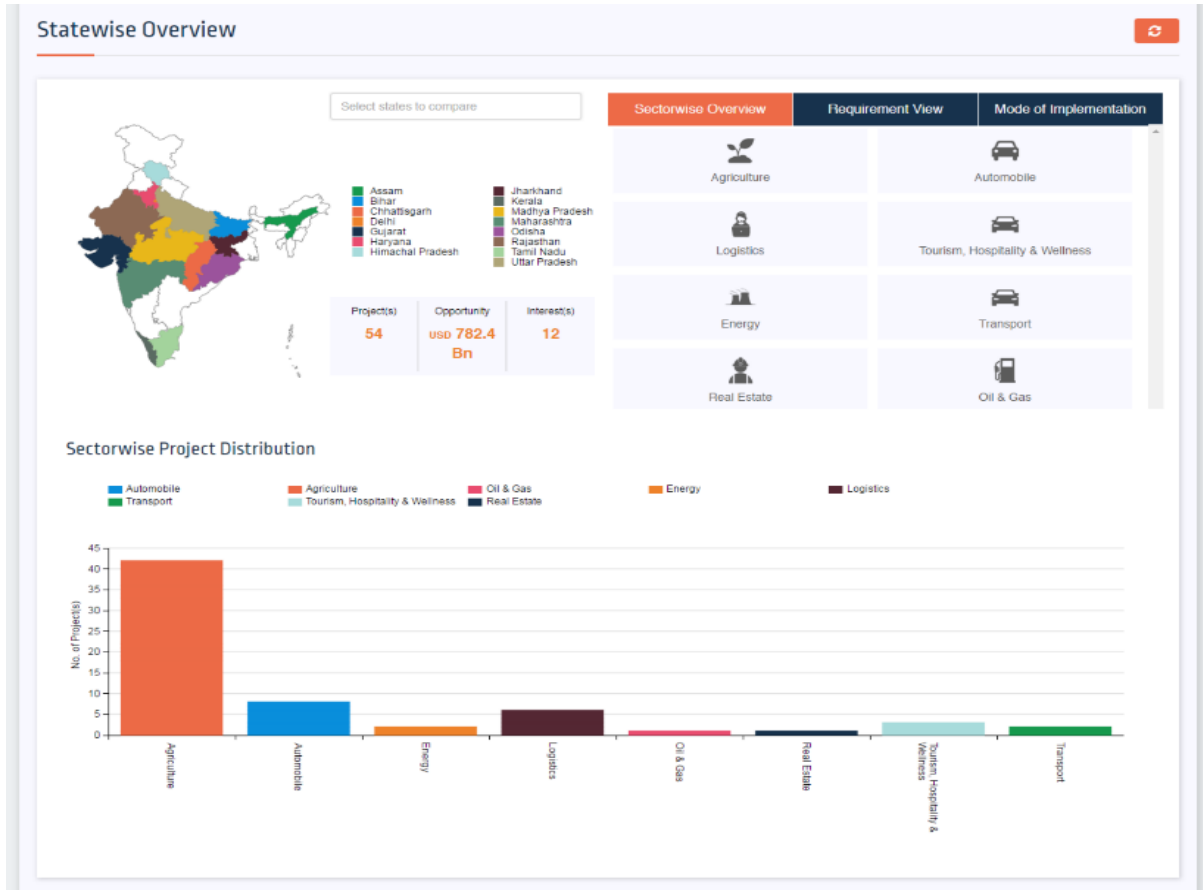 Statewise Overview
Select states to compare
Sectorwise Overview
Requirement View
Mode of Implementation
Assam
Bihar
Chhattisgarh
Delhi
Gujarat
Haryana
Himachal Pradesh
Jharkhand
Kerala
Madhya Pradesh
Maharashtra
Odisha
Rajasthan
Tamil Nadu
Uttar Pradesh
Project(s)
54
Opportunity
USD 782.4
Bn
Interest(s)
12
Agriculture
Automobile
Logistics
Tourism, Hospitality & Wellness
Energy
Transport
Real Estate
Oil & Gas
Sectorwise Project Distribution
Automobile
Agriculture
Oil & Gas
Energy
Logistics
Transport
Tourism, Hospitality & Wellness
Real Estate
No. of Project(s)
45
40
35
30
25
20
15
10
5
0
Agriculture
Automobile
Energy
Logistics
Oil & Gas
Real Estate
Tourism, Hospitality &
Wellness
Transport